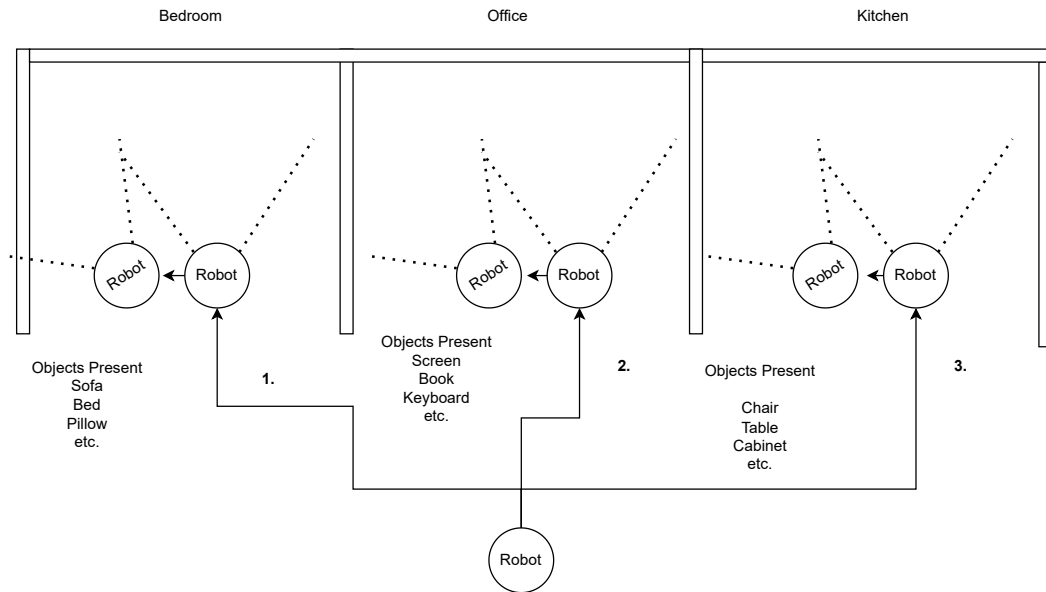 Bedroom
Office
Kitchen
Robot
Robot
Robot
Robot
Robot
Robot
Objects Present
Sofa
Bed
Pillow
etc.
1.
Objects Present
Screen
Book
Keyboard
etc.
2.
Objects Present
Chair
Table
Cabinet
etc.
3.
Robot